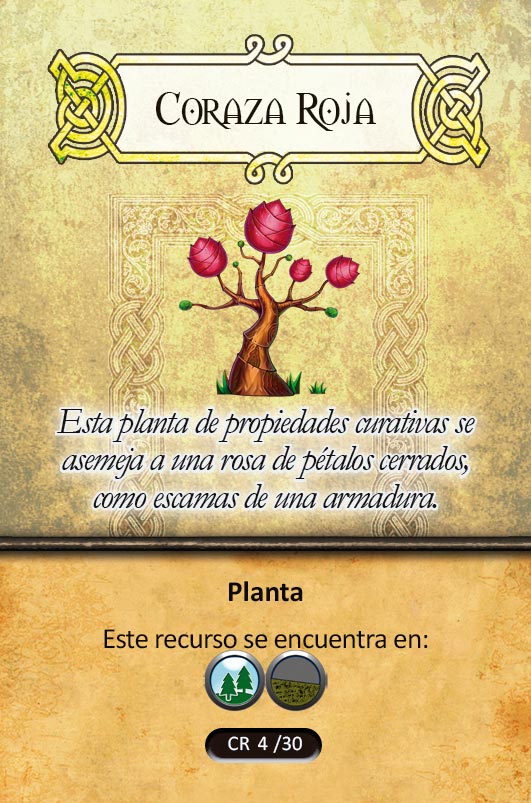 Coraza Roja
Esta planta de propiedades curativas se
asemeja a una rosa de pétalos cerrados,
como escamas de una armadura.
Planta
Este recurso se encuentra en:
CR 4 /30